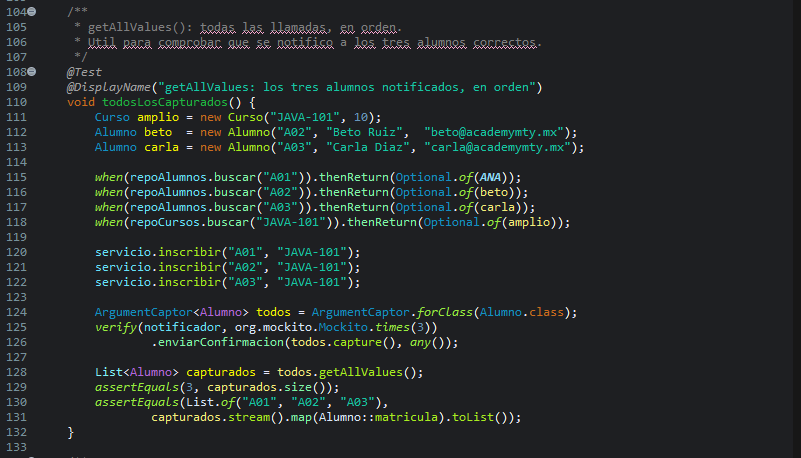 104 /**
105  * getAllValues(): todas las llamadas, en orden.
106  * Util para comprobar que se notifico a los tres alumnos correctos.
107  */
108 @Test
109 @DisplayName("getAllValues: los tres alumnos notificados, en orden")
110 void todosLosCapturados() {
111     Curso amplio = new Curso("JAVA-101", 10);
112     Alumno beto  = new Alumno("A02", "Beto Ruiz",  "beto@academymty.mx");
113     Alumno carla = new Alumno("A03", "Carla Diaz", "carla@academymty.mx");
114
115     when(repoAlumnos.buscar("A01")).thenReturn(Optional.of(ANA));
116     when(repoAlumnos.buscar("A02")).thenReturn(Optional.of(beto));
117     when(repoAlumnos.buscar("A03")).thenReturn(Optional.of(carla));
118     when(repoCursos.buscar("JAVA-101")).thenReturn(Optional.of(amplio));
119
120     servicio.inscribir("A01", "JAVA-101");
121     servicio.inscribir("A02", "JAVA-101");
122     servicio.inscribir("A03", "JAVA-101");
123
124     ArgumentCaptor<Alumno> todos = ArgumentCaptor.forClass(Alumno.class);
125     verify(notificador, org.mockito.Mockito.times(3))
126             .enviarConfirmacion(todos.capture(), any());
127
128     List<Alumno> capturados = todos.getAllValues();
129     assertEquals(3, capturados.size());
130     assertEquals(List.of("A01", "A02", "A03"),
131             capturados.stream().map(Alumno::matricula).toList());
132 }
133